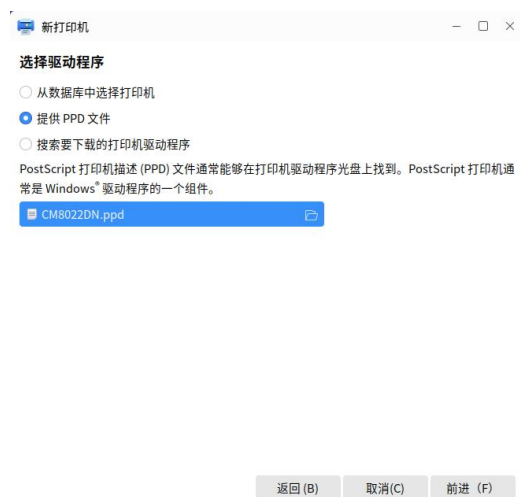 新打印机
选择驱动程序
从数据库中选择打印机
提供 PPD 文件
搜索要下载的打印机驱动程序
PostScript 打印机描述 (PPD) 文件通常能够在打印机驱动程序光盘上找到。PostScript 打印机通
常是 Windows® 驱动程序的一个组件。
CM8022DN.ppd
返回 (B) 取消(C) 前进（F）